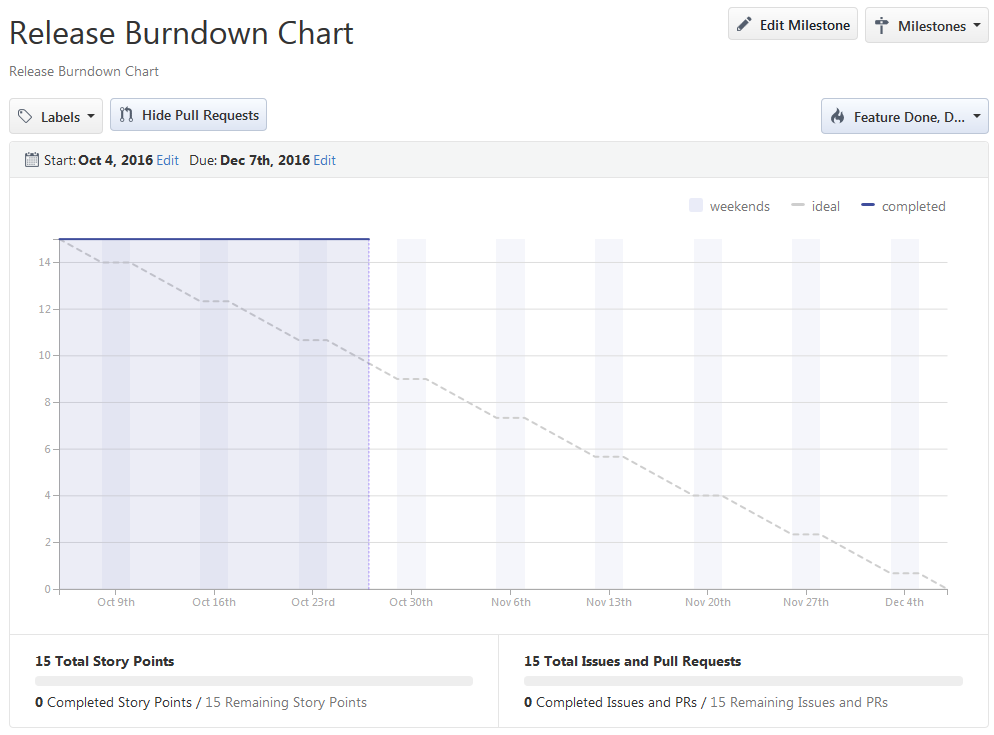 Release Burndown Chart
Edit Milestone
Milestones
Release Burndown Chart
Labels
Hide Pull Requests
Feature Done, D...
Start: Oct 4, 2016 Edit Due: Dec 7th, 2016 Edit
weekends
ideal
completed
14
12
10
8
6
4
2
0
Oct 9th
Oct 16th
Oct 23rd
Oct 30th
Nov 6th
Nov 13th
Nov 20th
Nov 27th
Dec 4th
15 Total Story Points
0 Completed Story Points / 15 Remaining Story Points
15 Total Issues and Pull Requests
0 Completed Issues and PRs / 15 Remaining Issues and PRs